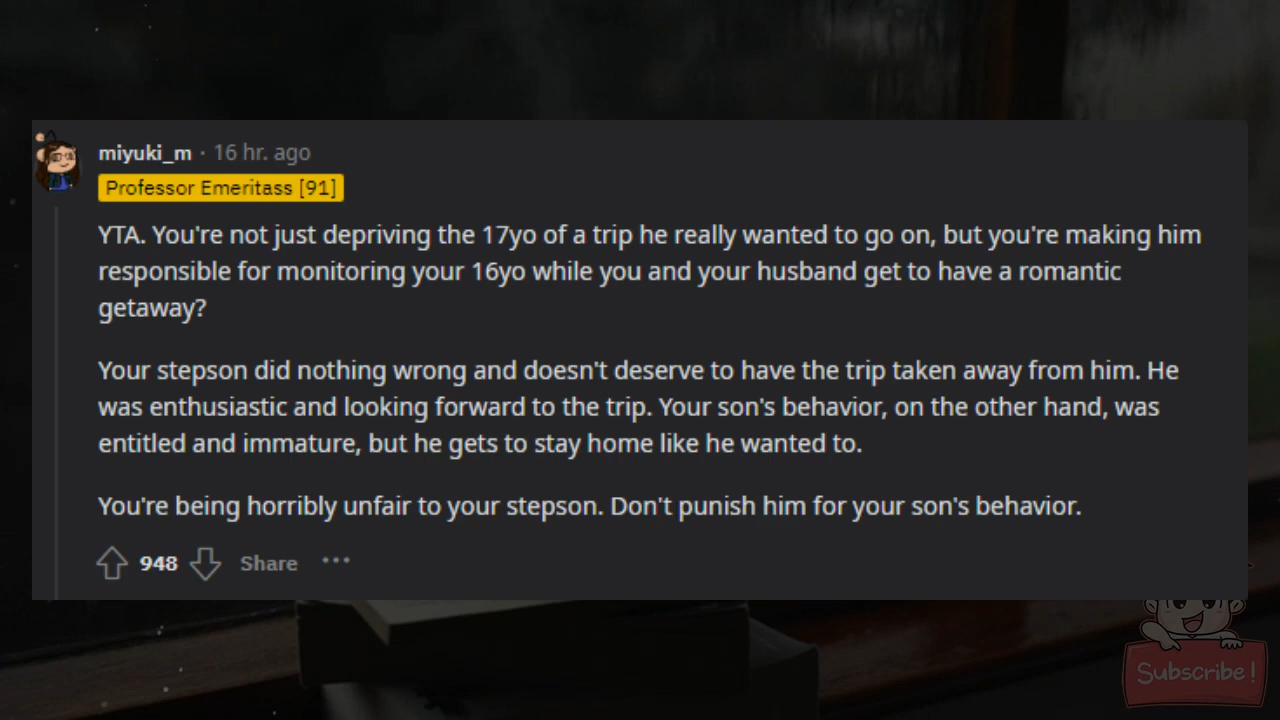 miyuki_m · 16 hr. ago
Professor Emeritass [91]
YTA. You're not just depriving the 17yo of a trip he really wanted to go on, but you're making him
responsible for monitoring your 16yo while you and your husband get to have a romantic
getaway?
Your stepson did nothing wrong and doesn't deserve to have the trip taken away from him. He
was enthusiastic and looking forward to the trip. Your son's behavior, on the other hand, was
entitled and immature, but he gets to stay home like he wanted to.
You're being horribly unfair to your stepson. Don't punish him for your son's behavior.
948 Share ···
Subscribe!